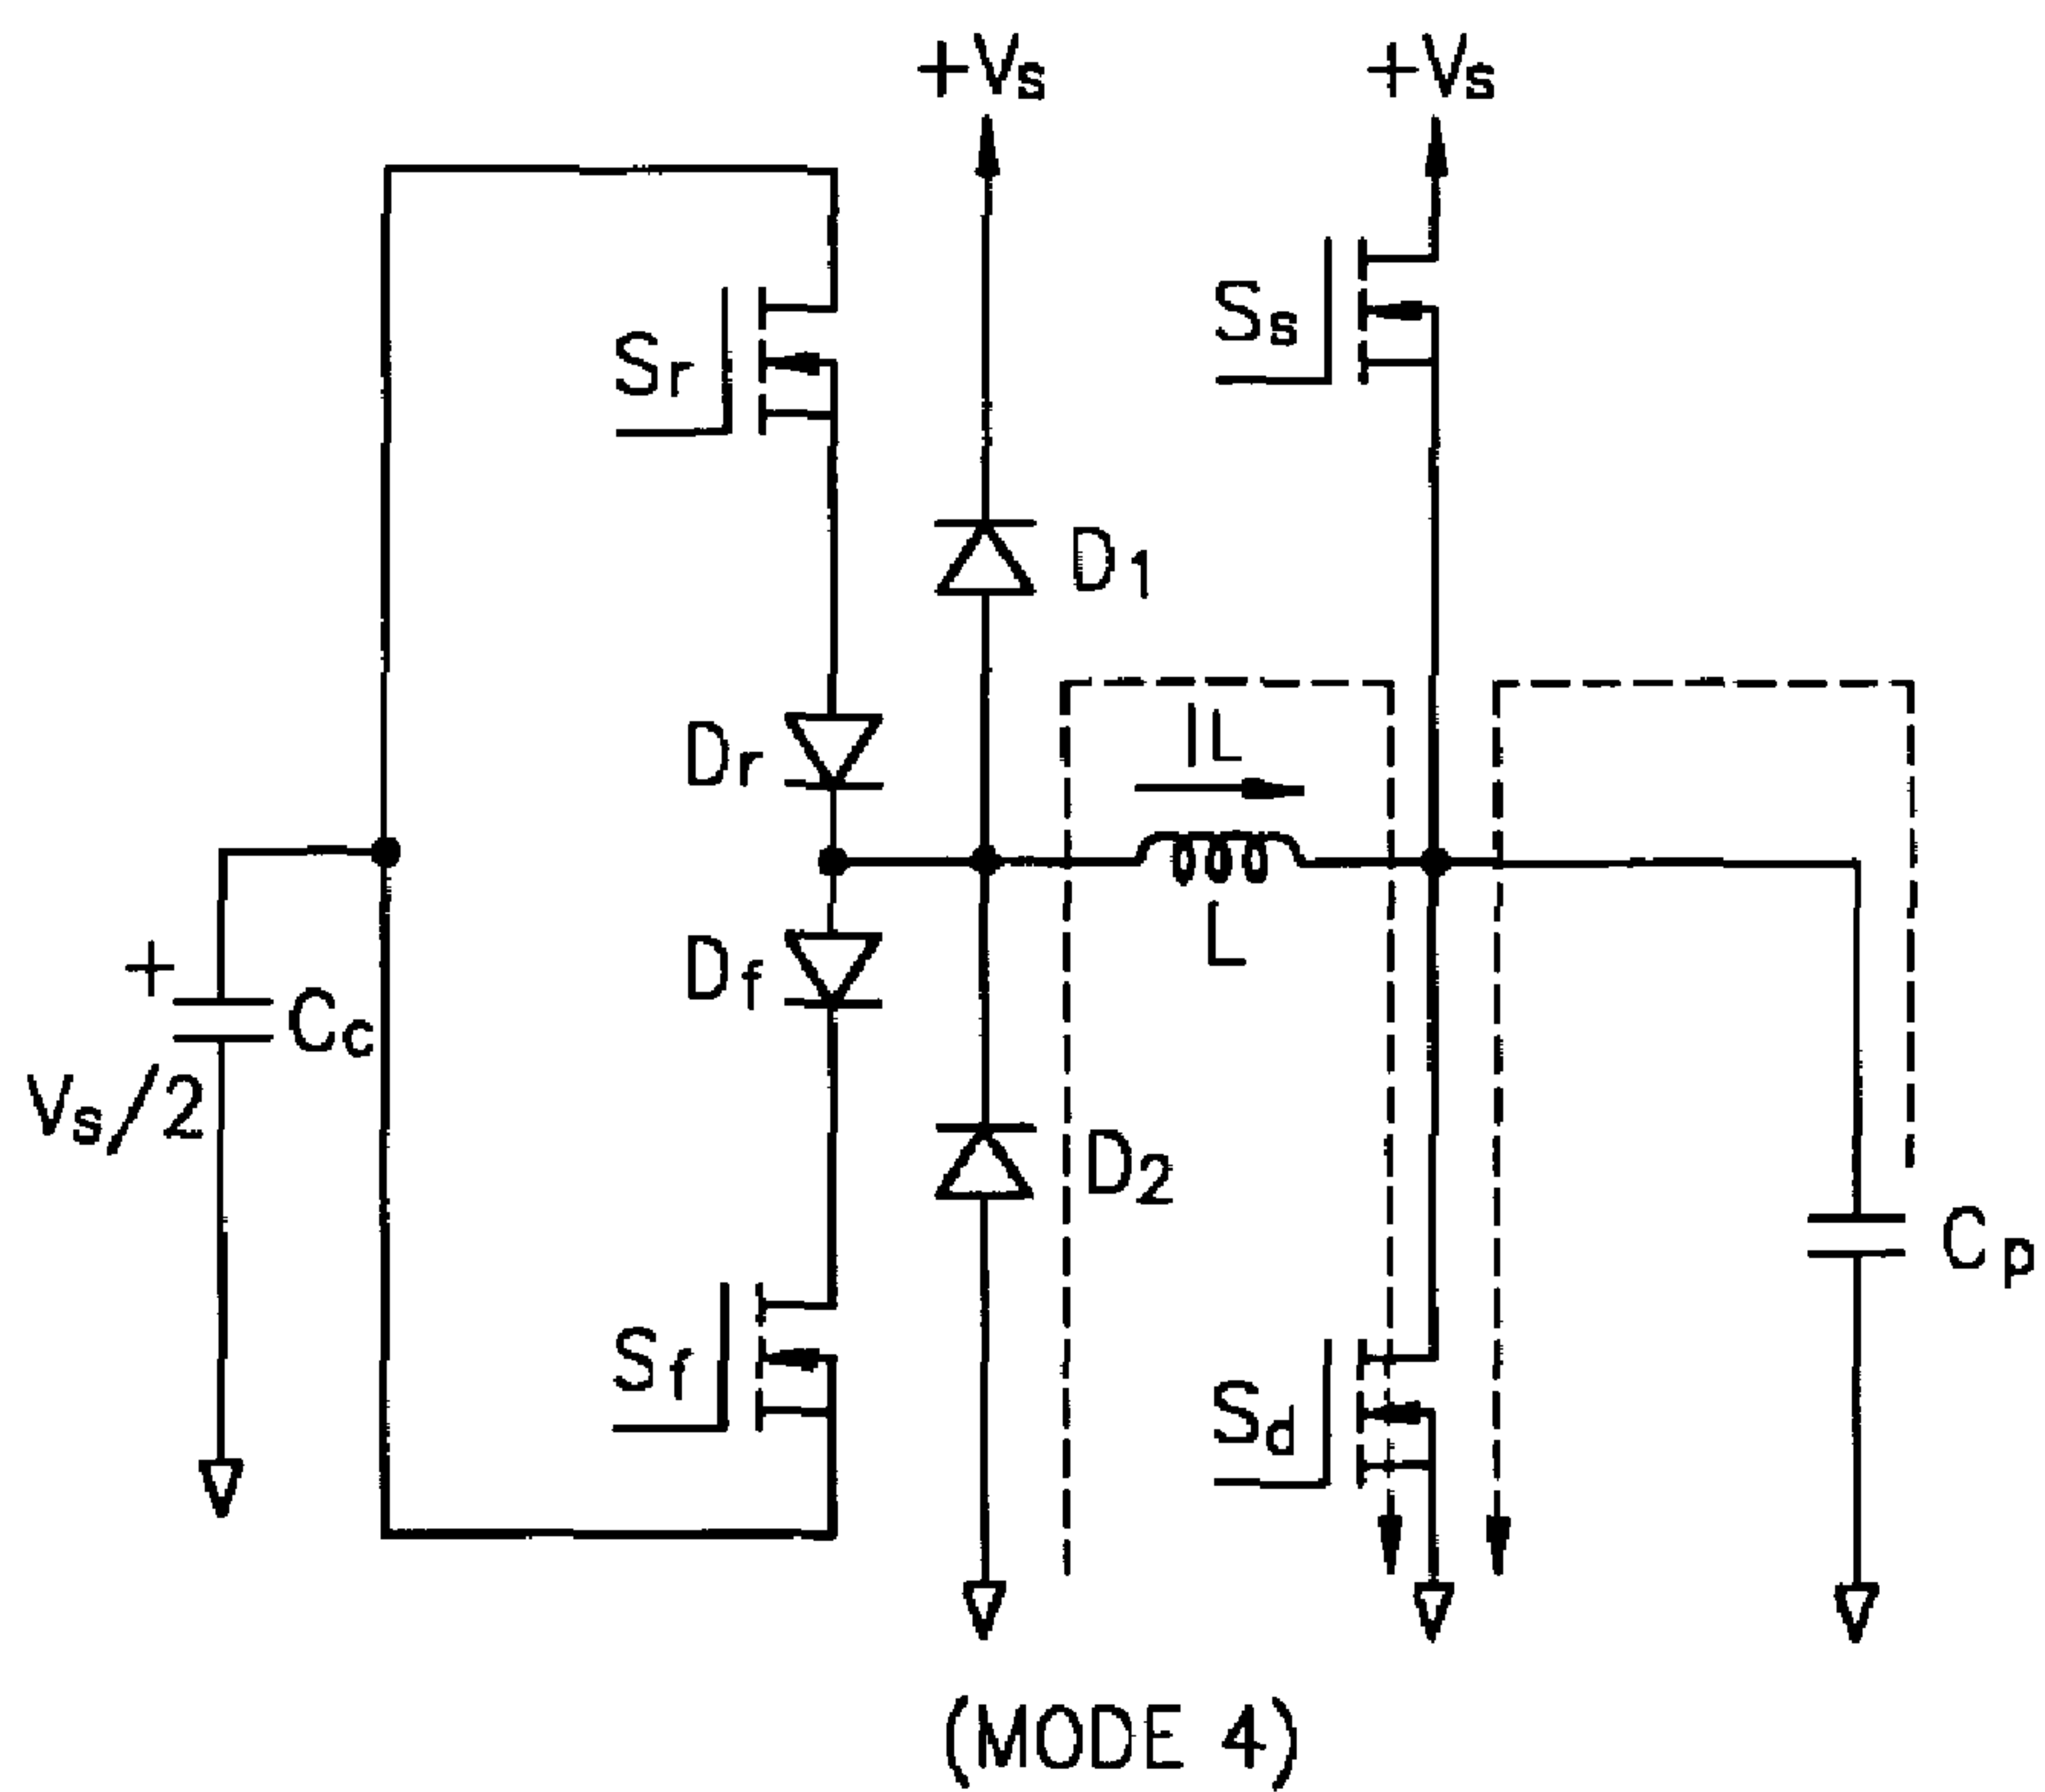 +Vs +Vs
Sr
Ss
D1
Dr
IL
Df
L
+
Cc
Vs/2
D2
Cp
Sf
Sd
(MODE 4)